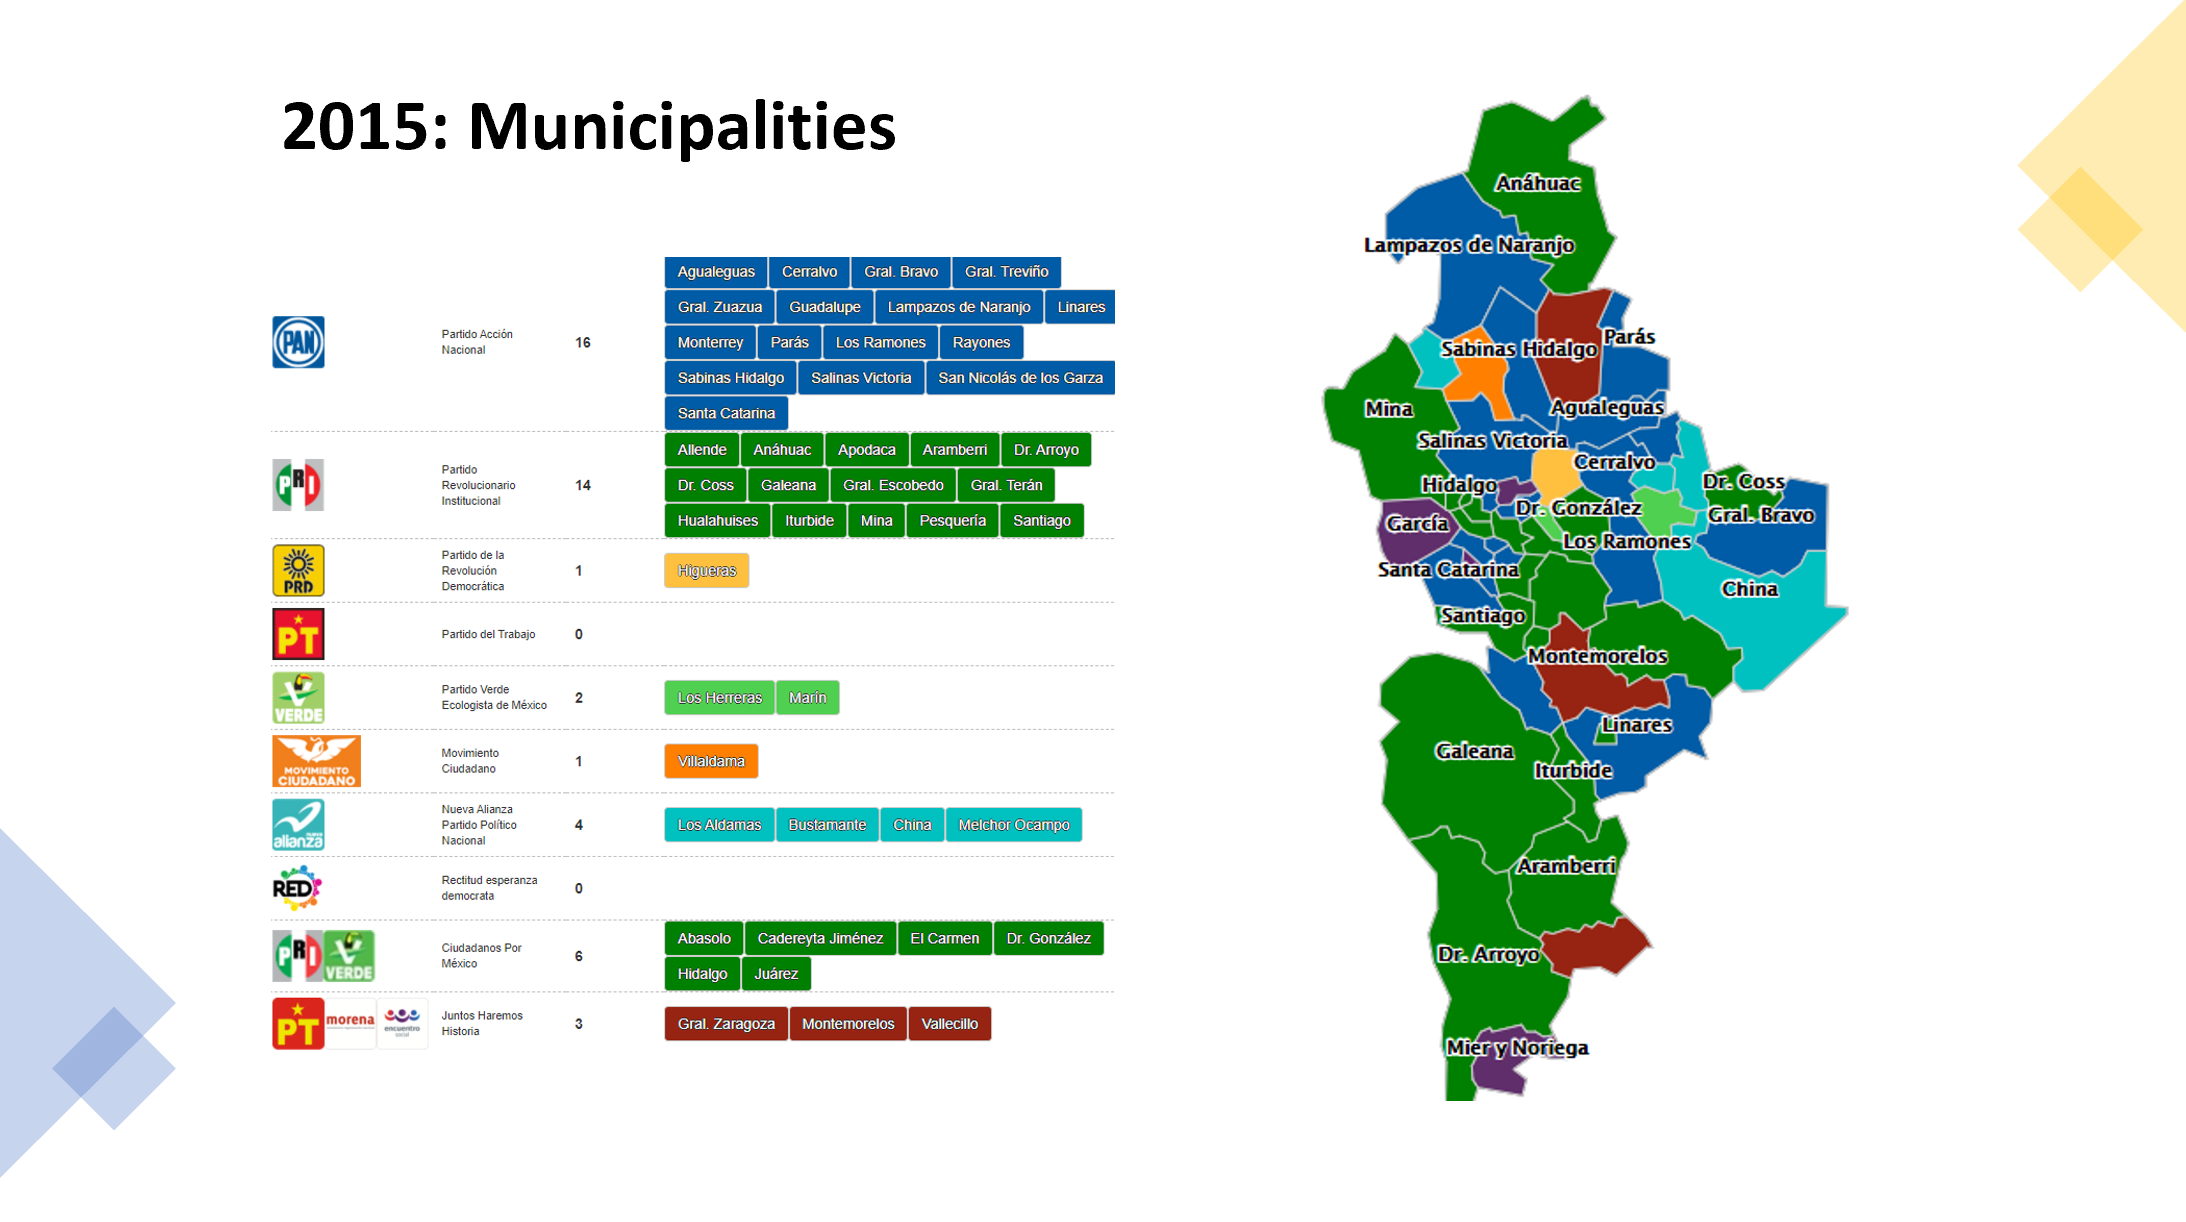 2015: Municipalities
PAN
Partido Acción
Nacional
16
Agualeguas Cerralvo Gral. Bravo Gral. Treviño
Gral. Zuazua Guadalupe Lampazos de Naranjo Linares
Monterrey Parás Los Ramones Rayones
Sabinas Hidalgo Salinas Victoria San Nicolás de los Garza
Santa Catarina
PRI
Partido
Revolucionario
Institucional
14
Allende Anáhuac Apodaca Aramberri Dr. Arroyo
Dr. Coss Galeana Gral. Escobedo Gral. Terán
Hualahuises Iturbide Mina Pesquería Santiago
PRD
Partido de la
Revolución
Democrática
1
Higueras
PT
Partido del Trabajo
0
VERDE
Partido Verde
Ecologista de México
2
Los Herreras Marín
MOVIMIENTO
CIUDADANO
Movimiento
Ciudadano
1
Villaldama
nueva
alianza
Nueva Alianza
Partido Político
Nacional
4
Los Aldamas Bustamante China Melchor Ocampo
RED
Rectitud esperanza
democrata
0
PRI VERDE
Ciudadanos Por
México
6
Abasolo Cadereyta Jiménez El Carmen Dr. González
Hidalgo Juárez
PT morena encuentro
social
Juntos Haremos
Historia
3
Gral. Zaragoza Montemorelos Vallecillo
Anáhuac
Lampazos de Naranjo
Parás
Sabinas Hidalgo
Mina
Agualeguas
Salinas Victoria
Cerralvo
Dr. Coss
Hidalgo
Dr. González
Gral. Bravo
García
Los Ramones
Santa Catarina
China
Santiago
Montemorelos
Linares
Galeana
Iturbide
Aramberri
Dr. Arroyo
Mier y Noriega